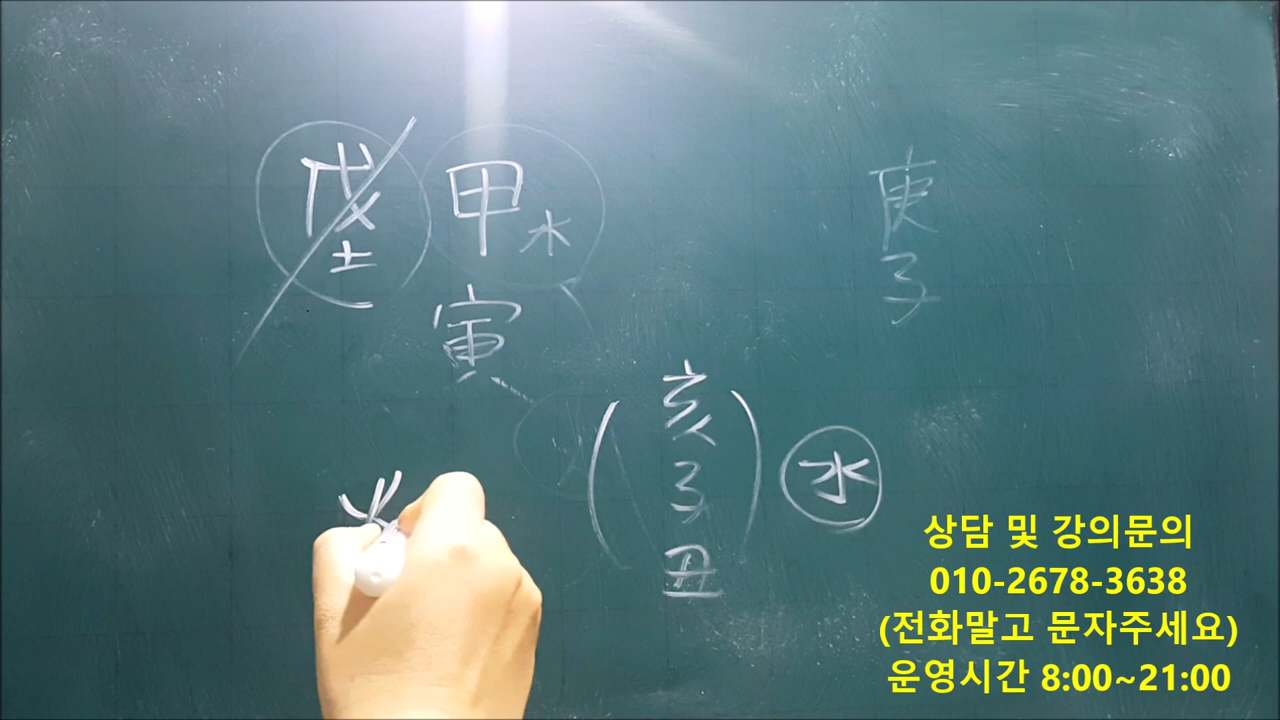 戊 甲
土 水
寅
庚
子
亥
子
丑
水
상담 및 강의문의
010-2678-3638
(전화말고 문자주세요)
운영시간 8:00~21:00